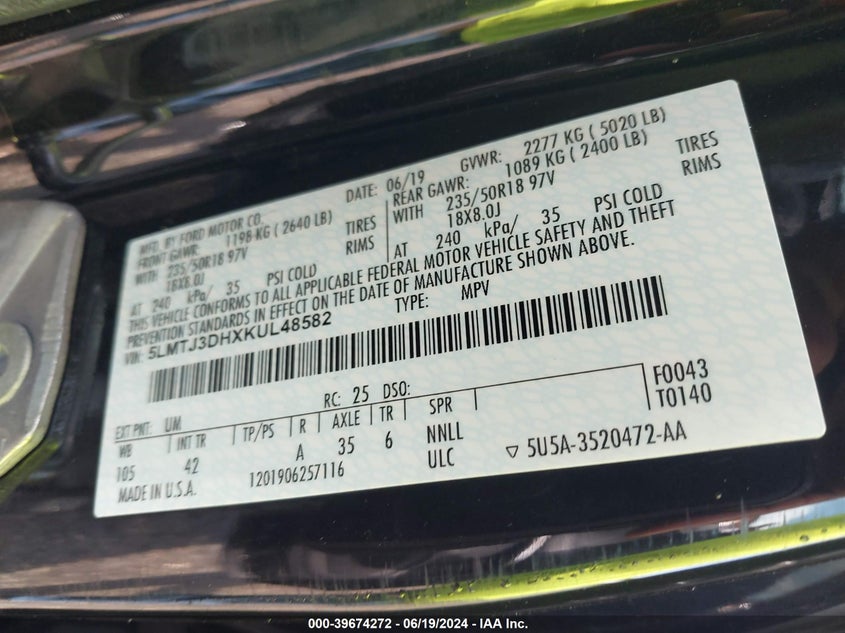 MFD. BY FORD MOTOR CO. DATE: 06/19 GVWR: 2277 KG ( 5020 LB)
FRONT GAWR: 1198 KG ( 2640 LB) REAR GAWR: 1089 KG ( 2400 LB)
WITH 235/50R18 97V TIRES WITH 235/50R18 97V TIRES
18X8.0J RIMS 18X8.0J RIMS
AT 240 kPa/ 35 PSI COLD AT 240 kPa/ 35 PSI COLD
THIS VEHICLE CONFORMS TO ALL APPLICABLE FEDERAL MOTOR VEHICLE SAFETY AND THEFT
PREVENTION STANDARDS IN EFFECT ON THE DATE OF MANUFACTURE SHOWN ABOVE.
VIN: 5LMTJ3DHXKUL48582 TYPE: MPV
EXT PNT: UM RC: 25 DSO: F0043
WB INT TR TP/PS R AXLE TR SPR T0140
105 42 A 35 6 NNLL
MADE IN U.S.A. 1201906257116 ULC ▽ 5U5A-3520472-AA
000-39674272 - 06/19/2024 - IAA Inc.